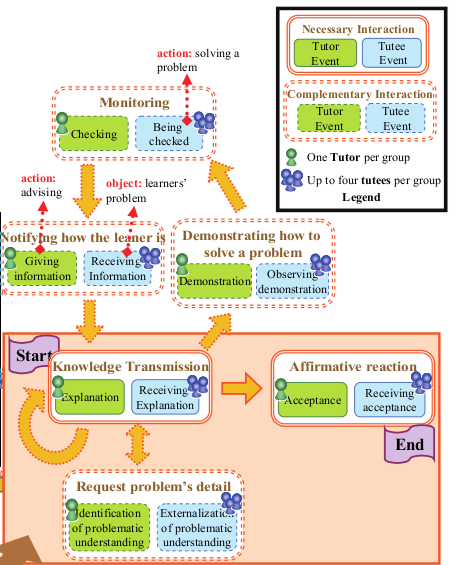 action: solving a
problem
Monitoring
Checking
Being
checked
Necessary Interaction
Tutor
Event
Tutee
Event
Complementary Interaction
Tutor
Event
Tutee
Event
One Tutor per group
Up to four tutees per group
Legend
action:
advising
object: learners'
problem
Notifying how the lerner is
Giving
information
Receiving
Information
Demonstrating how to
solve a problem
Demonstration
Observing
demonstration
Start
Knowledge Transmission
Explanation
Receiving
Explanation
Affirmative reaction
Acceptance
Receiving
acceptance
End
Request problem's detail
Identification
of problematic
understanding
Externalization
of problematic
understanding